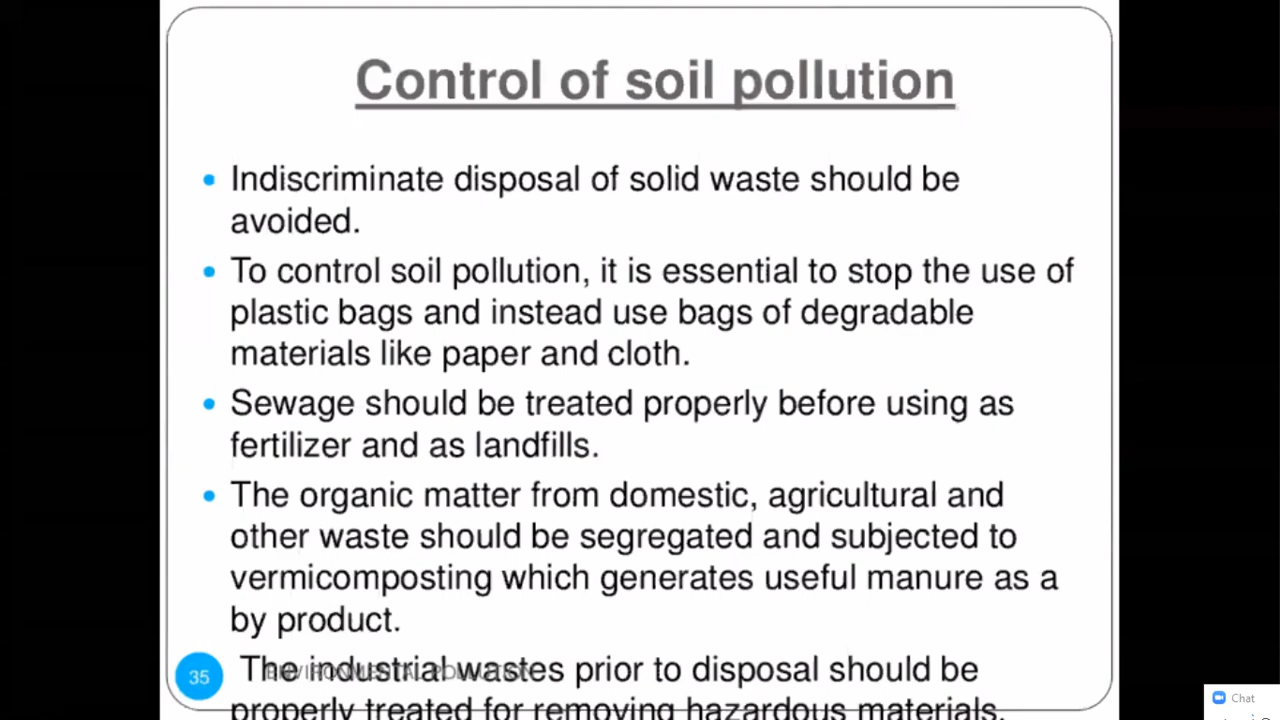 Control of soil pollution
• Indiscriminate disposal of solid waste should be
avoided.
• To control soil pollution, it is essential to stop the use of
plastic bags and instead use bags of degradable
materials like paper and cloth.
• Sewage should be treated properly before using as
fertilizer and as landfills.
• The organic matter from domestic, agricultural and
other waste should be segregated and subjected to
vermicomposting which generates useful manure as a
by product.
The industrial wastes prior to disposal should be
properly treated for removing hazardous materials.
35
ENVIRONMENTAL POLLUTION
Chat